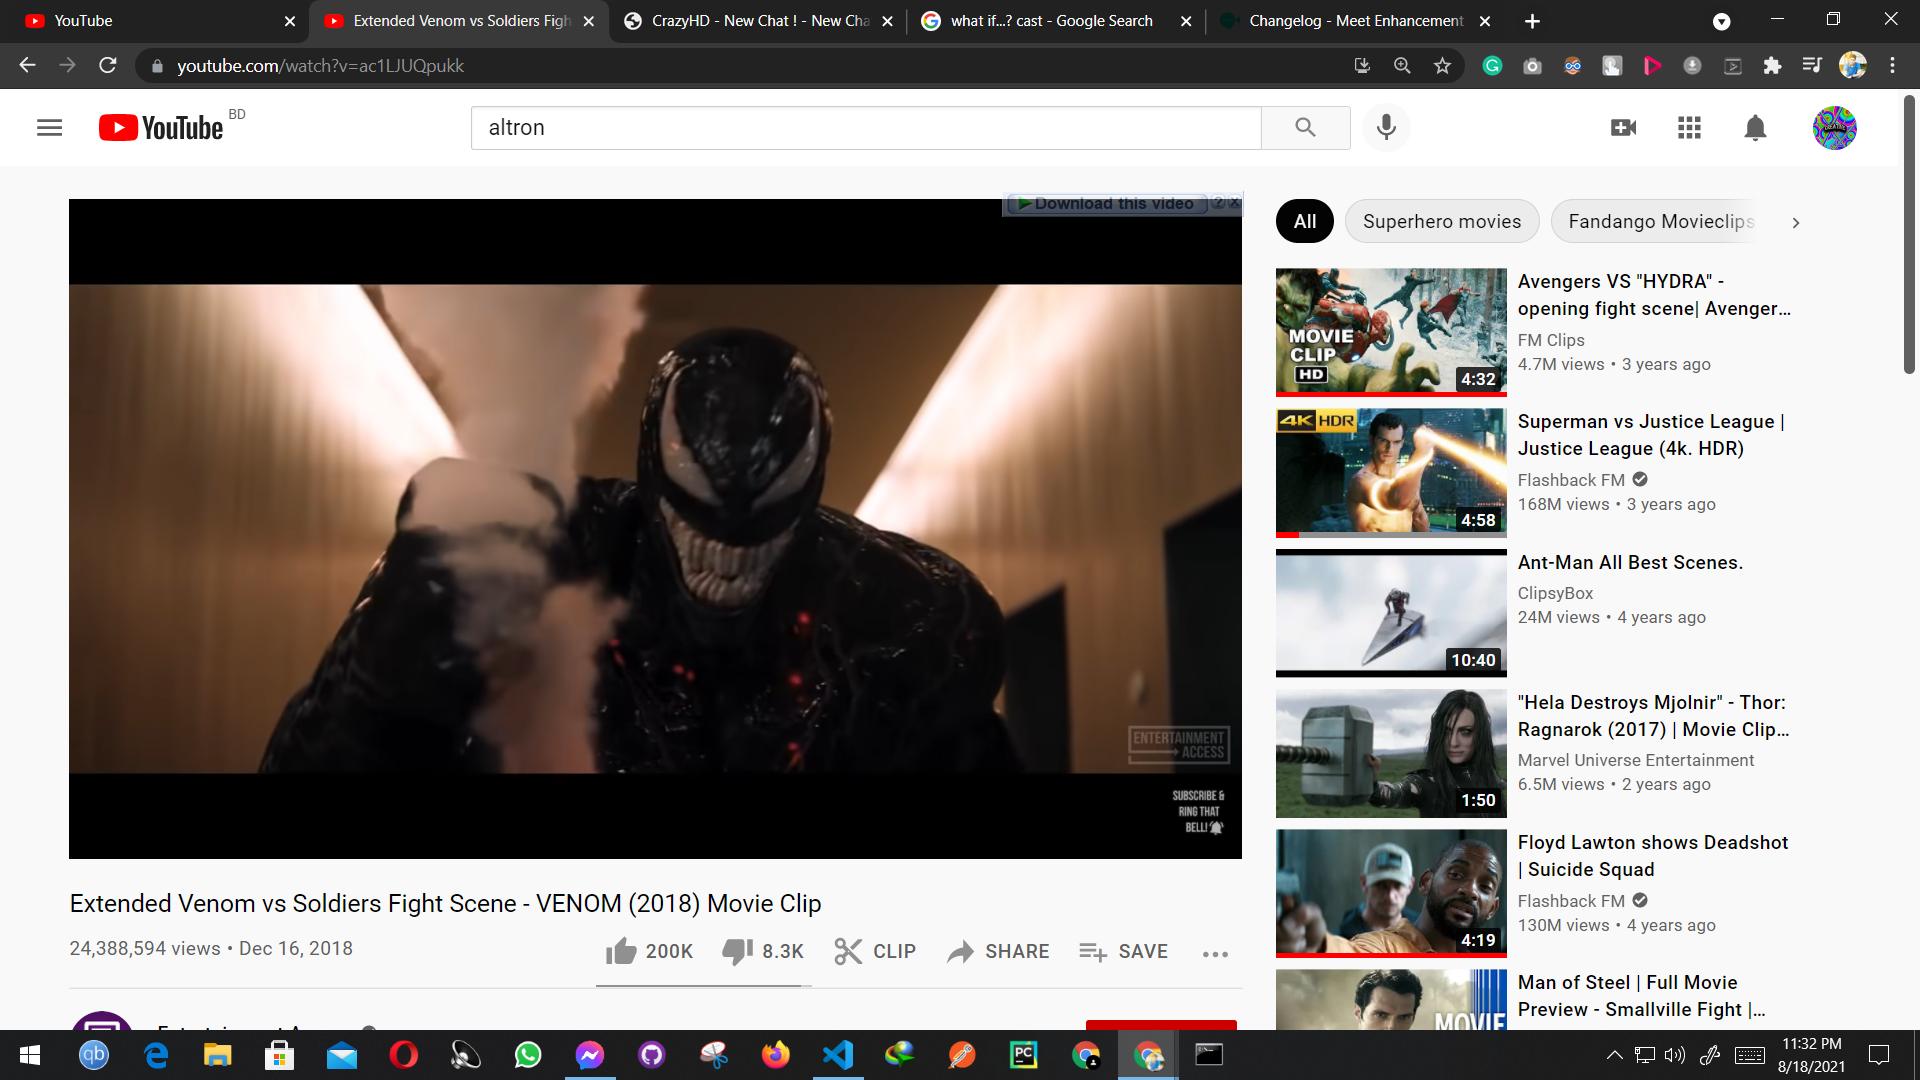 YouTube
Extended Venom vs Soldiers Figh
CrazyHD - New Chat ! - New Cha
what if...? cast - Google Search
Changelog - Meet Enhancement
youtube.com/watch?v=ac1LJUQpukk
YouTube BD
altron
Download this video ? x
All
Superhero movies
Fandango Movieclips
MOVIE
CLIP
HD
4:32
Avengers VS "HYDRA" -
opening fight scene| Avenger...
FM Clips
4.7M views • 3 years ago
4K HDR
4:58
Superman vs Justice League |
Justice League (4k. HDR)
Flashback FM
168M views • 3 years ago
10:40
Ant-Man All Best Scenes.
ClipsyBox
24M views • 4 years ago
1:50
"Hela Destroys Mjolnir" - Thor:
Ragnarok (2017) | Movie Clip...
Marvel Universe Entertainment
6.5M views • 2 years ago
4:19
Floyd Lawton shows Deadshot
| Suicide Squad
Flashback FM
130M views • 4 years ago
MOVIE
Man of Steel | Full Movie
Preview - Smallville Fight |...
ENTERTAINMENT
ACCESS
SUBSCRIBE &
RING THAT
BELL!
Extended Venom vs Soldiers Fight Scene - VENOM (2018) Movie Clip
24,388,594 views • Dec 16, 2018
200K
8.3K
CLIP
SHARE
SAVE
qb
PC
11:32 PM
8/18/2021